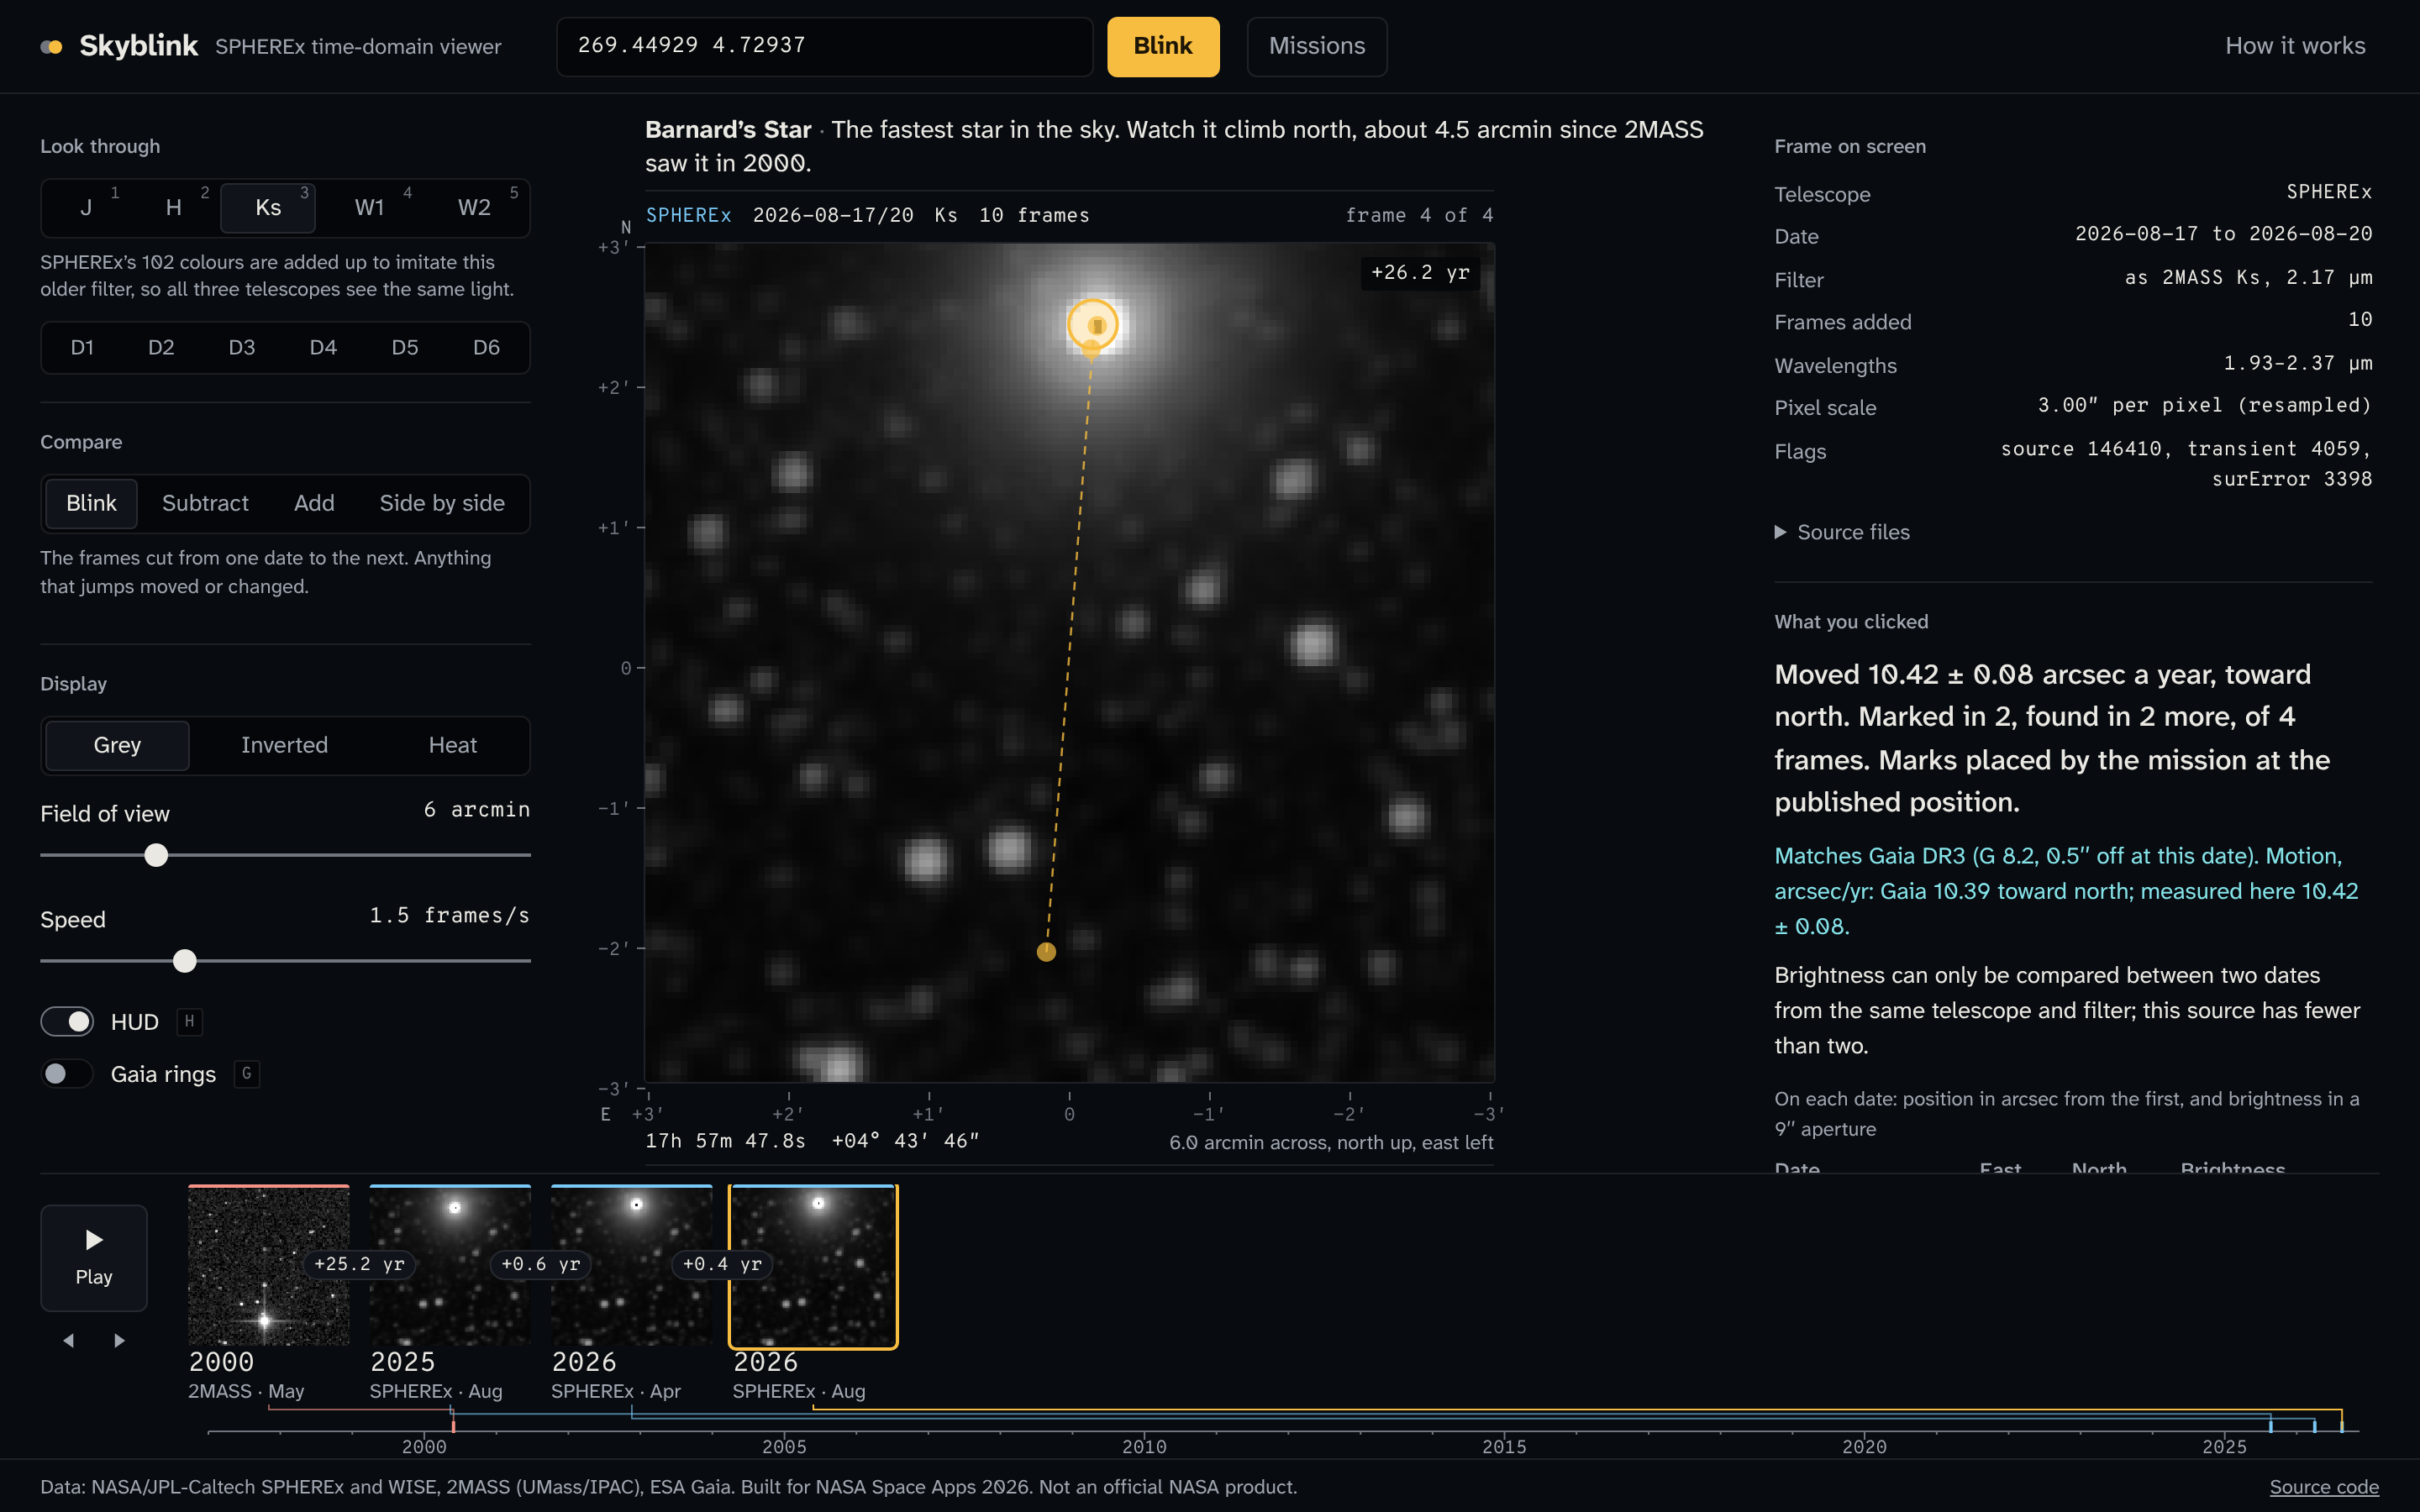 Skyblink SPHEREx time-domain viewer
269.44929 4.72937
Blink
Missions
How it works
Look through
J 1 H 2 Ks 3 W1 4 W2 5
SPHEREx’s 102 colours are added up to imitate this
older filter, so all three telescopes see the same light.
D1 D2 D3 D4 D5 D6
Compare
Blink Subtract Add Side by side
The frames cut from one date to the next. Anything
that jumps moved or changed.
Display
Grey Inverted Heat
Field of view 6 arcmin
Speed 1.5 frames/s
HUD H
Gaia rings G
Barnard’s Star · The fastest star in the sky. Watch it climb north, about 4.5 arcmin since 2MASS
saw it in 2000.
SPHEREx 2026-08-17/20 Ks 10 frames frame 4 of 4
N
+3′
+26.2 yr
+2′
+1′
0
−1′
−2′
−3′
E +3′ +2′ +1′ 0 −1′ −2′ −3′
17h 57m 47.8s +04° 43′ 46″ 6.0 arcmin across, north up, east left
Frame on screen
Telescope SPHEREx
Date 2026-08-17 to 2026-08-20
Filter as 2MASS Ks, 2.17 µm
Frames added 10
Wavelengths 1.93–2.37 µm
Pixel scale 3.00″ per pixel (resampled)
Flags source 146410, transient 4059,
surError 3398
Source files
What you clicked
Moved 10.42 ± 0.08 arcsec a year, toward
north. Marked in 2, found in 2 more, of 4
frames. Marks placed by the mission at the
published position.
Matches Gaia DR3 (G 8.2, 0.5″ off at this date). Motion,
arcsec/yr: Gaia 10.39 toward north; measured here 10.42
± 0.08.
Brightness can only be compared between two dates
from the same telescope and filter; this source has fewer
than two.
On each date: position in arcsec from the first, and brightness in a
9″ aperture
Date East North Brightness
Play
+25.2 yr +0.6 yr +0.4 yr
2000 2025 2026 2026
2MASS · May SPHEREx · Aug SPHEREx · Apr SPHEREx · Aug
2000 2005 2010 2015 2020 2025
Data: NASA/JPL-Caltech SPHEREx and WISE, 2MASS (UMass/IPAC), ESA Gaia. Built for NASA Space Apps 2026. Not an official NASA product.
Source code